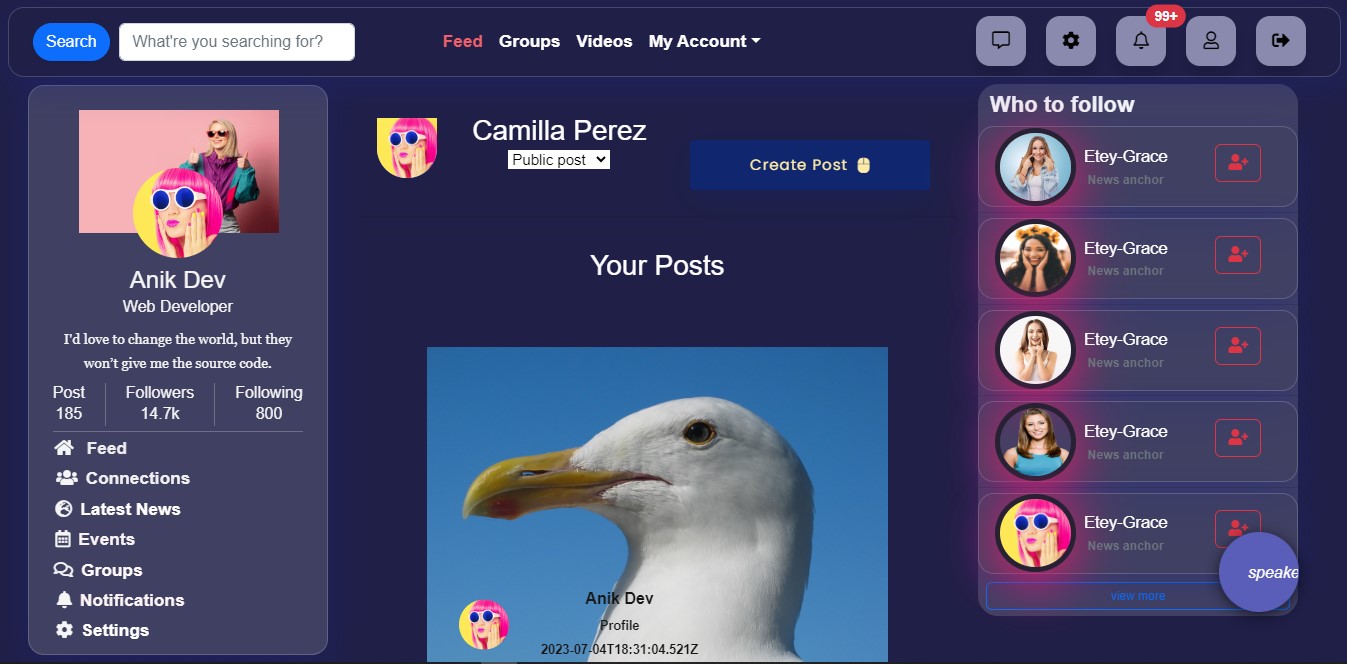 Search
What're you searching for?
Feed
Groups
Videos
My Account
99+
Anik Dev
Web Developer
I'd love to change the world, but they
won't give me the source code.
Post
185
Followers
14.7k
Following
800
Feed
Connections
Latest News
Events
Groups
Notifications
Settings
Camilla Perez
Public post
Create Post
Your Posts
Anik Dev
Profile
2023-07-04T18:31:04.521Z
Who to follow
Etey-Grace
News anchor
Etey-Grace
News anchor
Etey-Grace
News anchor
Etey-Grace
News anchor
Etey-Grace
News anchor
speake
view more